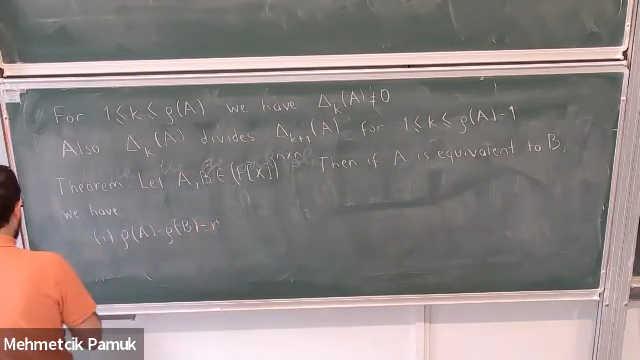 For 1≤k≤ρ(A) we have Δₖ(A)≠0
Also Δₖ(A) divides Δₖ₊₁(A) for 1≤k≤ρ(A)-1
Theorem: Let A,B∈(F[x])ⁿˣⁿ. Then if A is equivalent to B,
we have
(i) ρ(A)=ρ(B)=r
Mehmetcik Pamuk